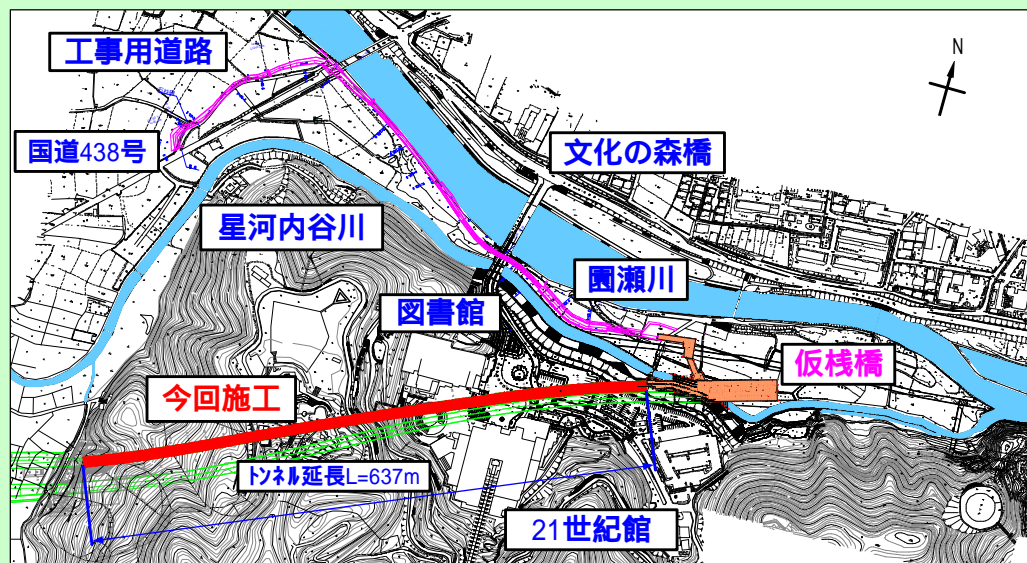 工事用道路
N
国道438号
文化の森橋
星河内谷川
園瀬川
図書館
仮桟橋
今回施工
トンネル延長L=637m
21世紀館